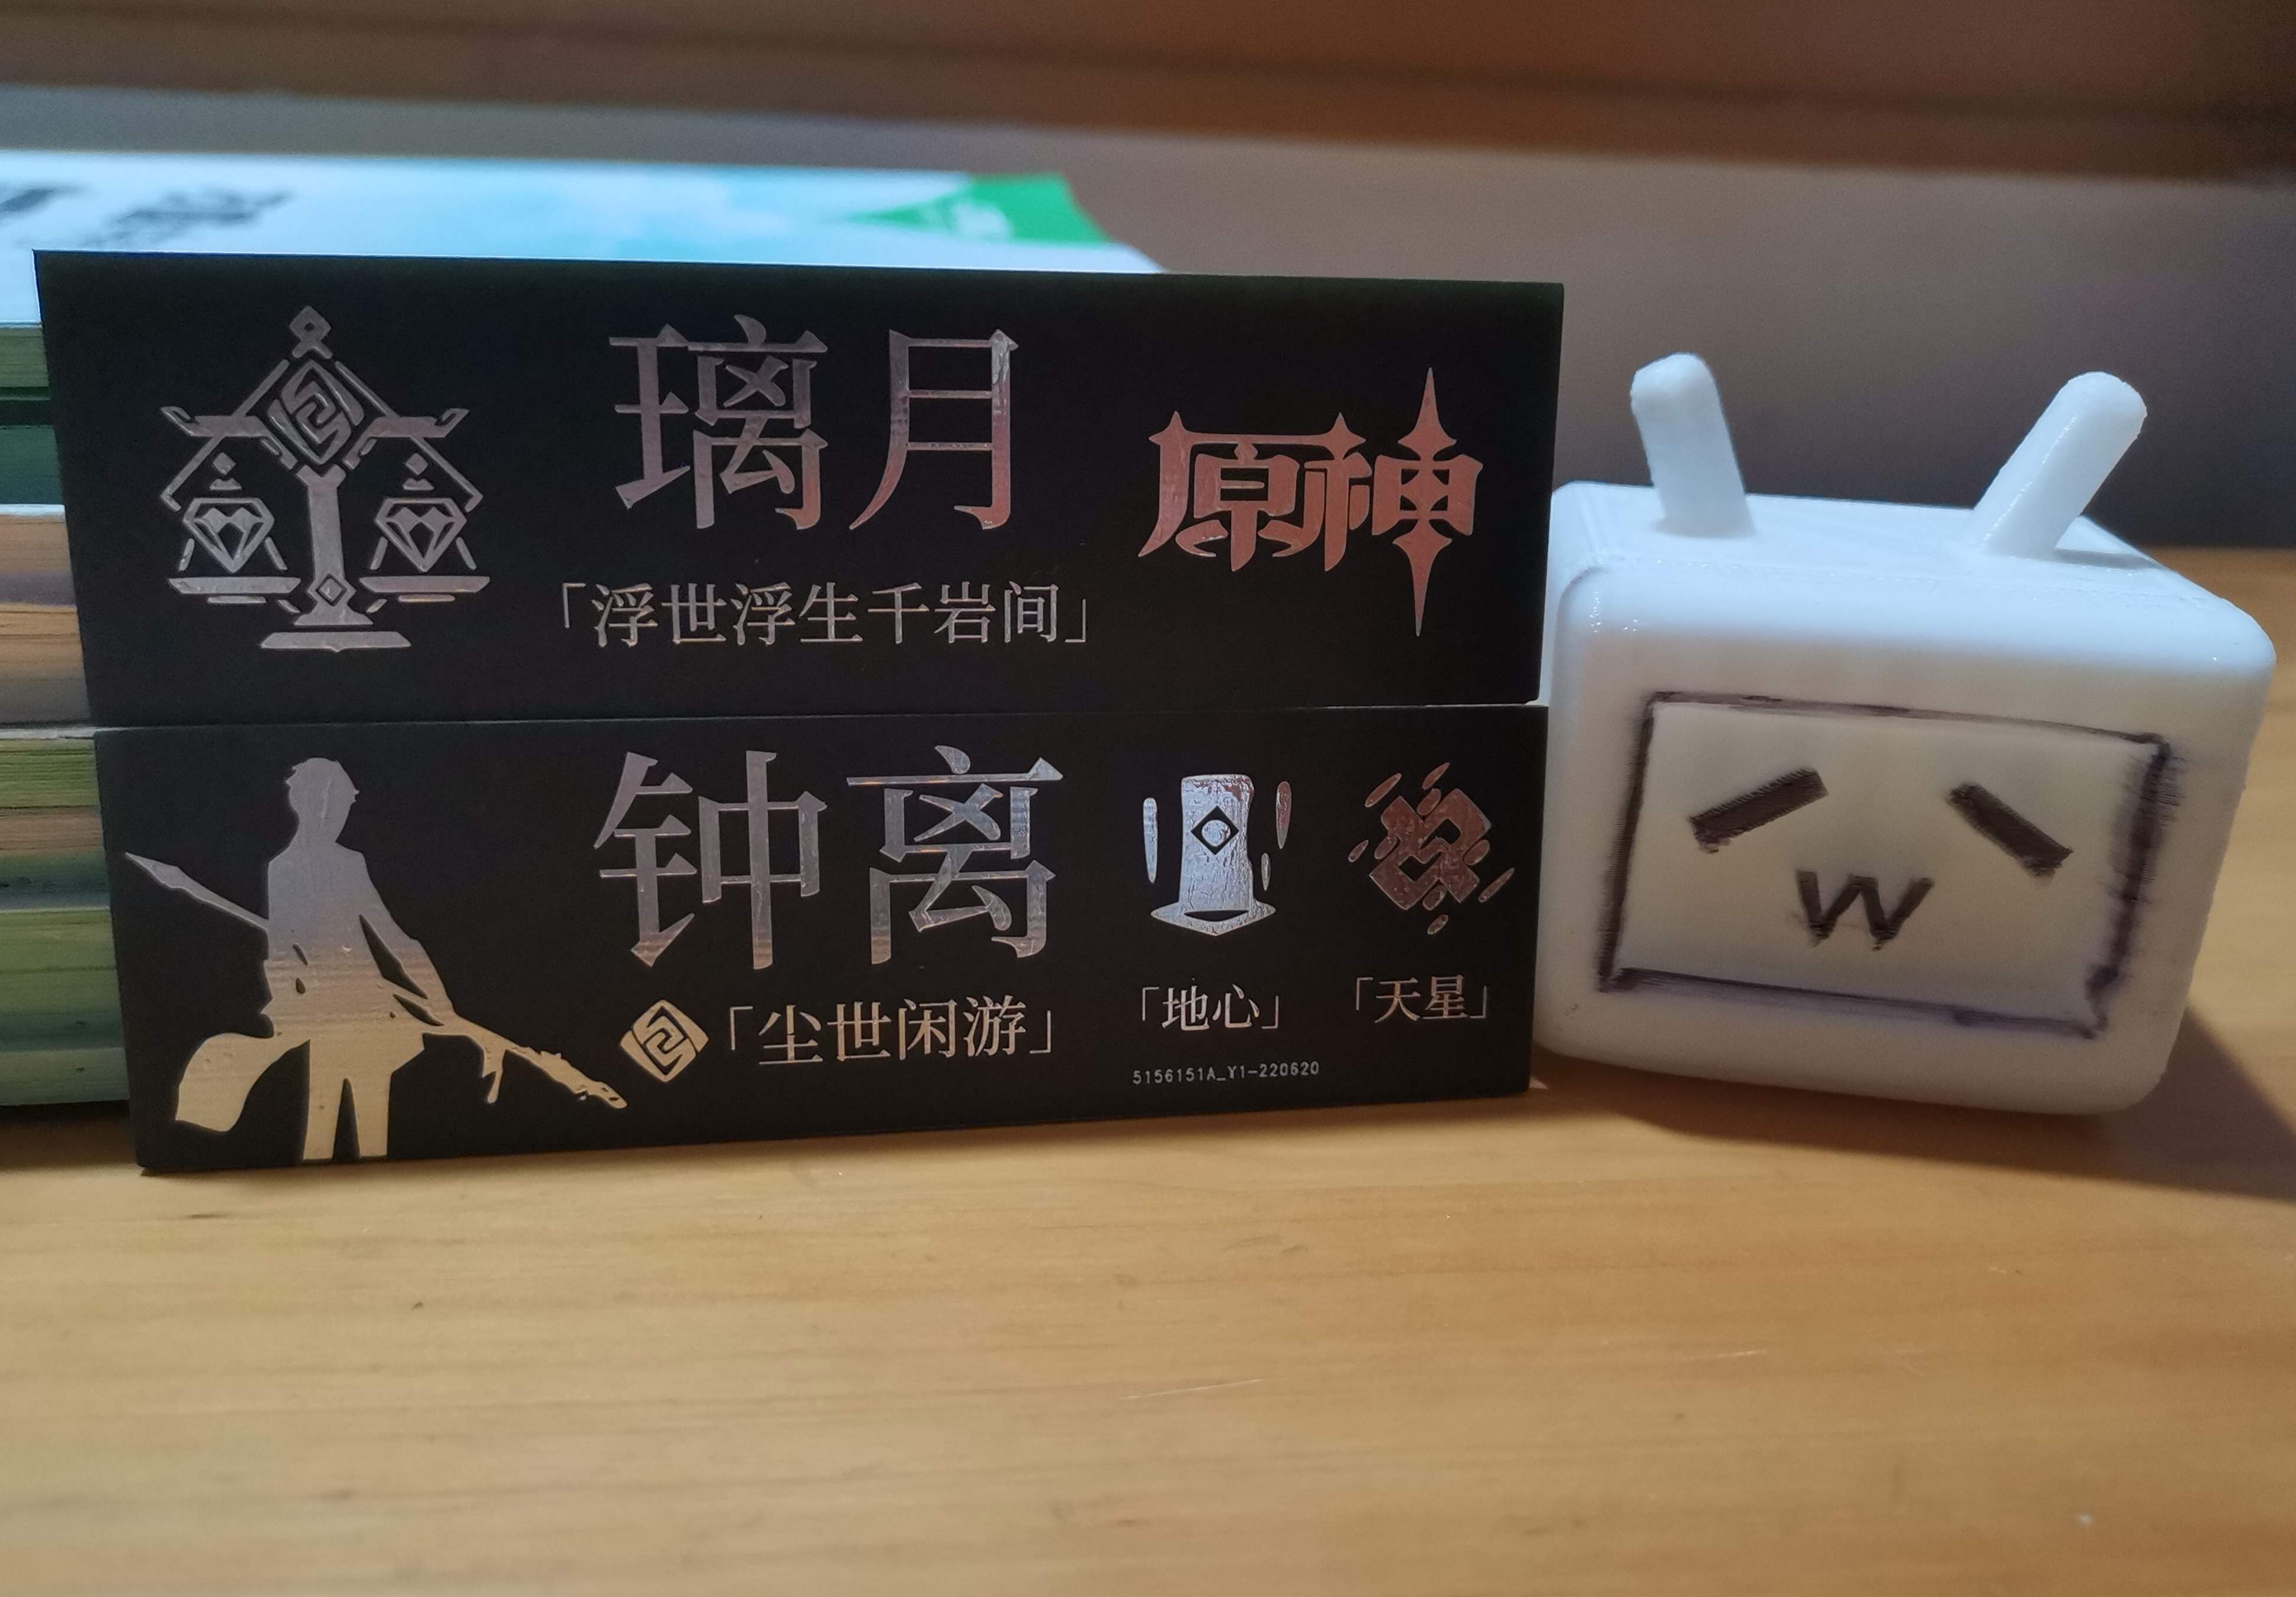 璃月
原神
「浮世浮生千岩间」
钟离
「尘世闲游」
「地心」
「天星」
5156151A_Y1-220620
w